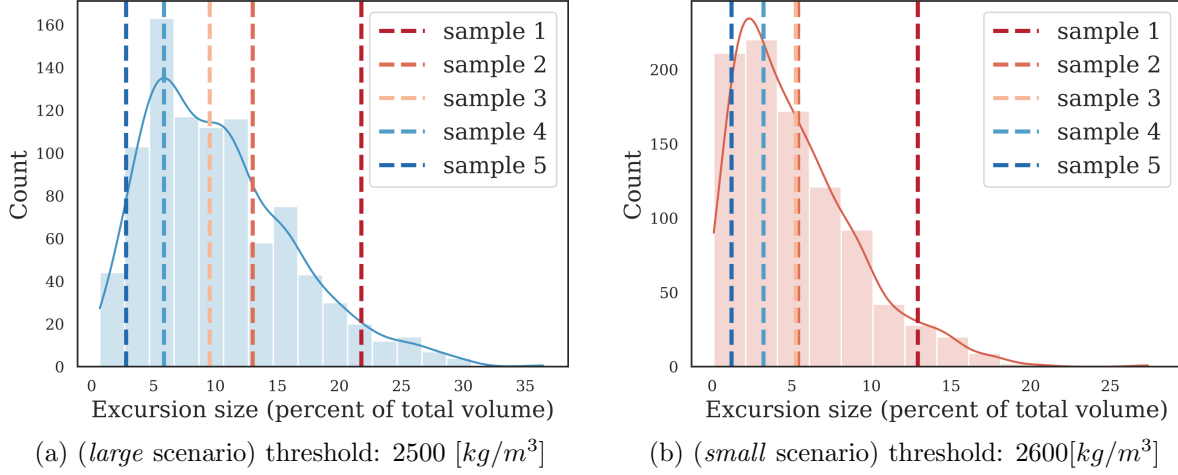 160
140
120
100
80
60
40
20
0
Count
0 5 10 15 20 25 30 35
Excursion size (percent of total volume)
sample 1
sample 2
sample 3
sample 4
sample 5
(a) (large scenario) threshold: 2500 [kg/m³]
200
150
100
50
0
Count
0 5 10 15 20 25
Excursion size (percent of total volume)
sample 1
sample 2
sample 3
sample 4
sample 5
(b) (small scenario) threshold: 2600[kg/m³]